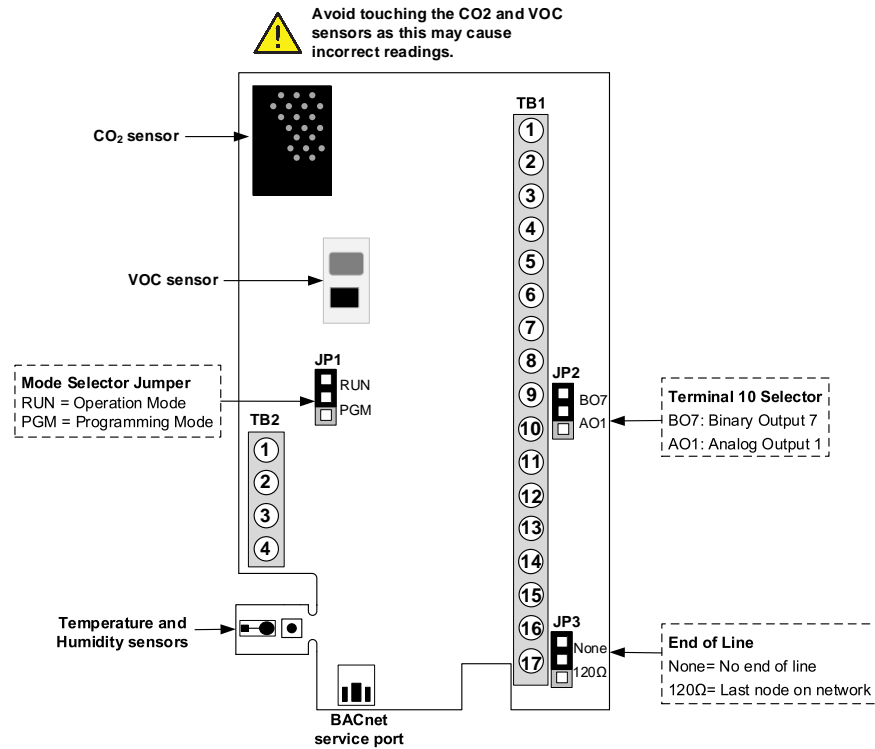 Avoid touching the CO2 and VOC
sensors as this may cause
incorrect readings.
TB1
1
2
3
4
5
6
7
8
9
10
11
12
13
14
15
16
17
CO₂ sensor
VOC sensor
JP1
RUN
PGM
Mode Selector Jumper
RUN = Operation Mode
PGM = Programming Mode
TB2
1
2
3
4
JP2
BO7
AO1
Terminal 10 Selector
BO7: Binary Output 7
AO1: Analog Output 1
Temperature and
Humidity sensors
JP3
None
120Ω
End of Line
None= No end of line
120Ω= Last node on network
BACnet
service port